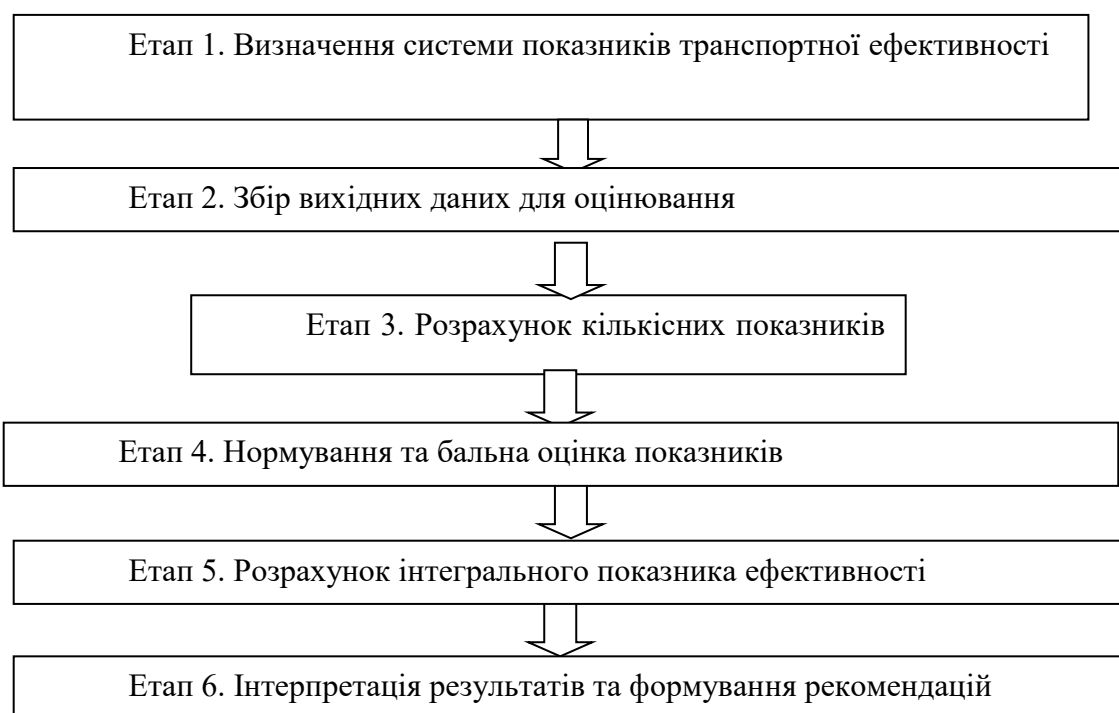 Етап 1. Визначення системи показників транспортної ефективності
Етап 2. Збір вихідних даних для оцінювання
Етап 3. Розрахунок кількісних показників
Етап 4. Нормування та бальна оцінка показників
Етап 5. Розрахунок інтегрального показника ефективності
Етап 6. Інтерпретація результатів та формування рекомендацій